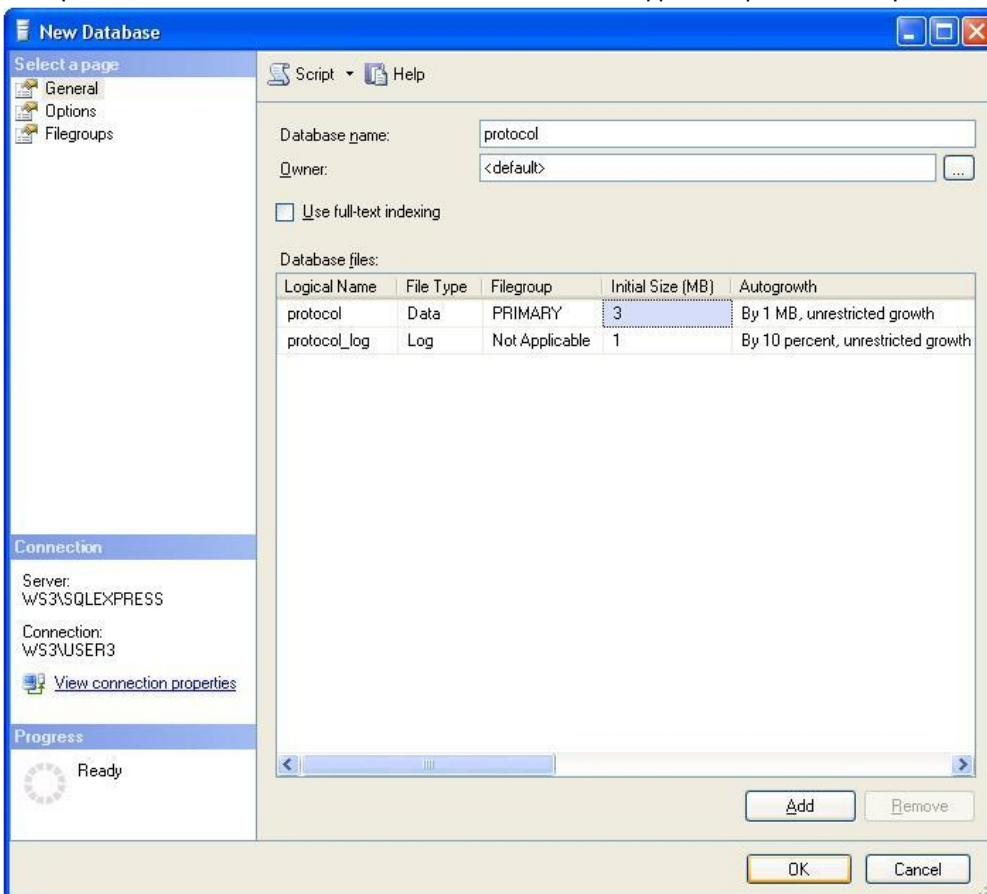 New Database
Select a page
General
Options
Filegroups
Script Help
Database name: protocol
Owner: <default>
...
Use full-text indexing
Database files:
Logical Name File Type Filegroup Initial Size (MB) Autogrowth
protocol Data PRIMARY 3 By 1 MB, unrestricted growth
protocol_log Log Not Applicable 1 By 10 percent, unrestricted growth
Connection
Server:
WS3\SQLEXPRESS
Connection:
WS3\USER3
View connection properties
Progress
Ready
Add Remove
OK Cancel